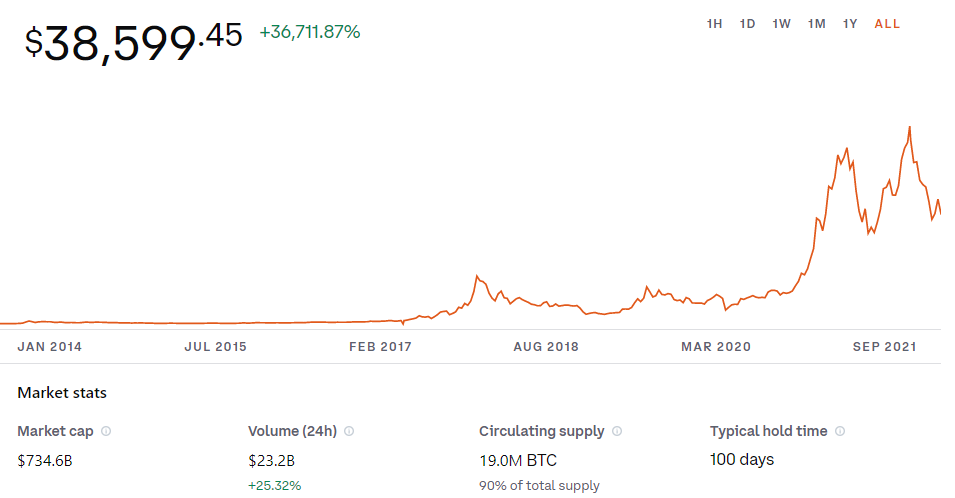 $38,599.45 +36,711.87% 1H 1D 1W 1M 1Y ALL
JAN 2014 JUL 2015 FEB 2017 AUG 2018 MAR 2020 SEP 2021
Market stats
Market cap Volume (24h) Circulating supply Typical hold time
$734.6B $23.2B 19.0M BTC 100 days
+25.32% 90% of total supply